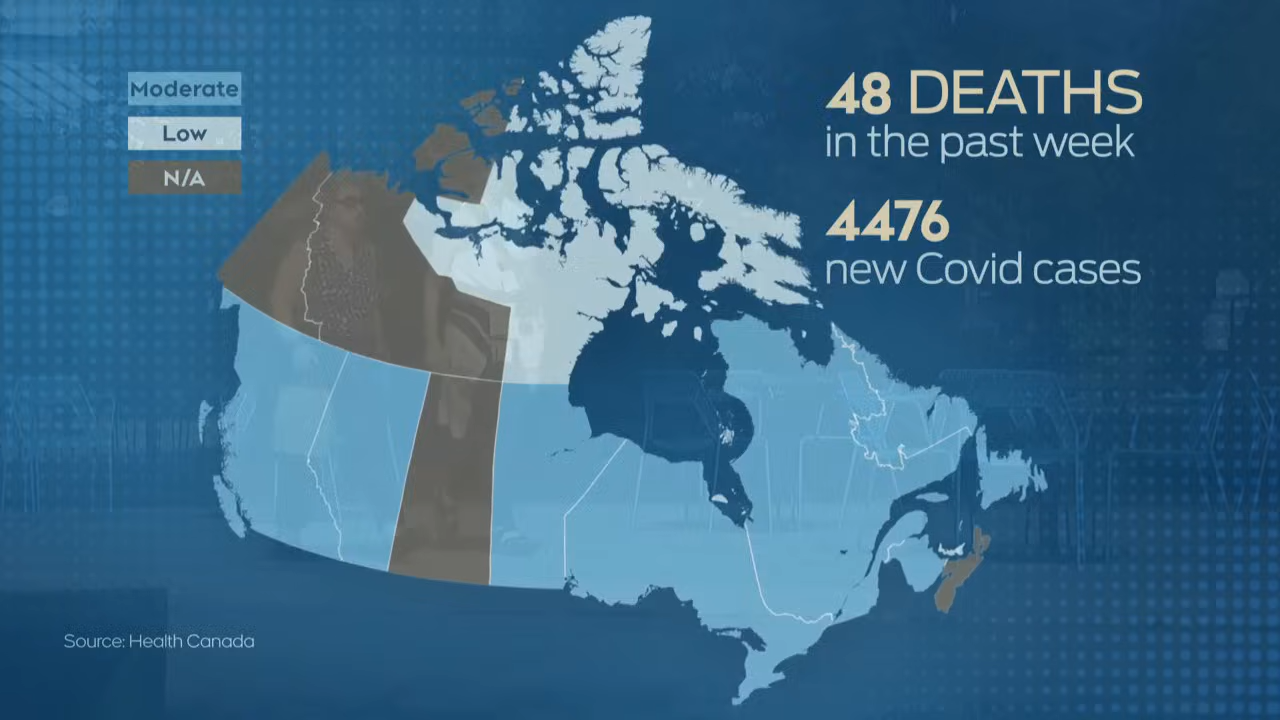 Moderate
Low
N/A
48 DEATHS
in the past week
4476
new Covid cases
Source: Health Canada